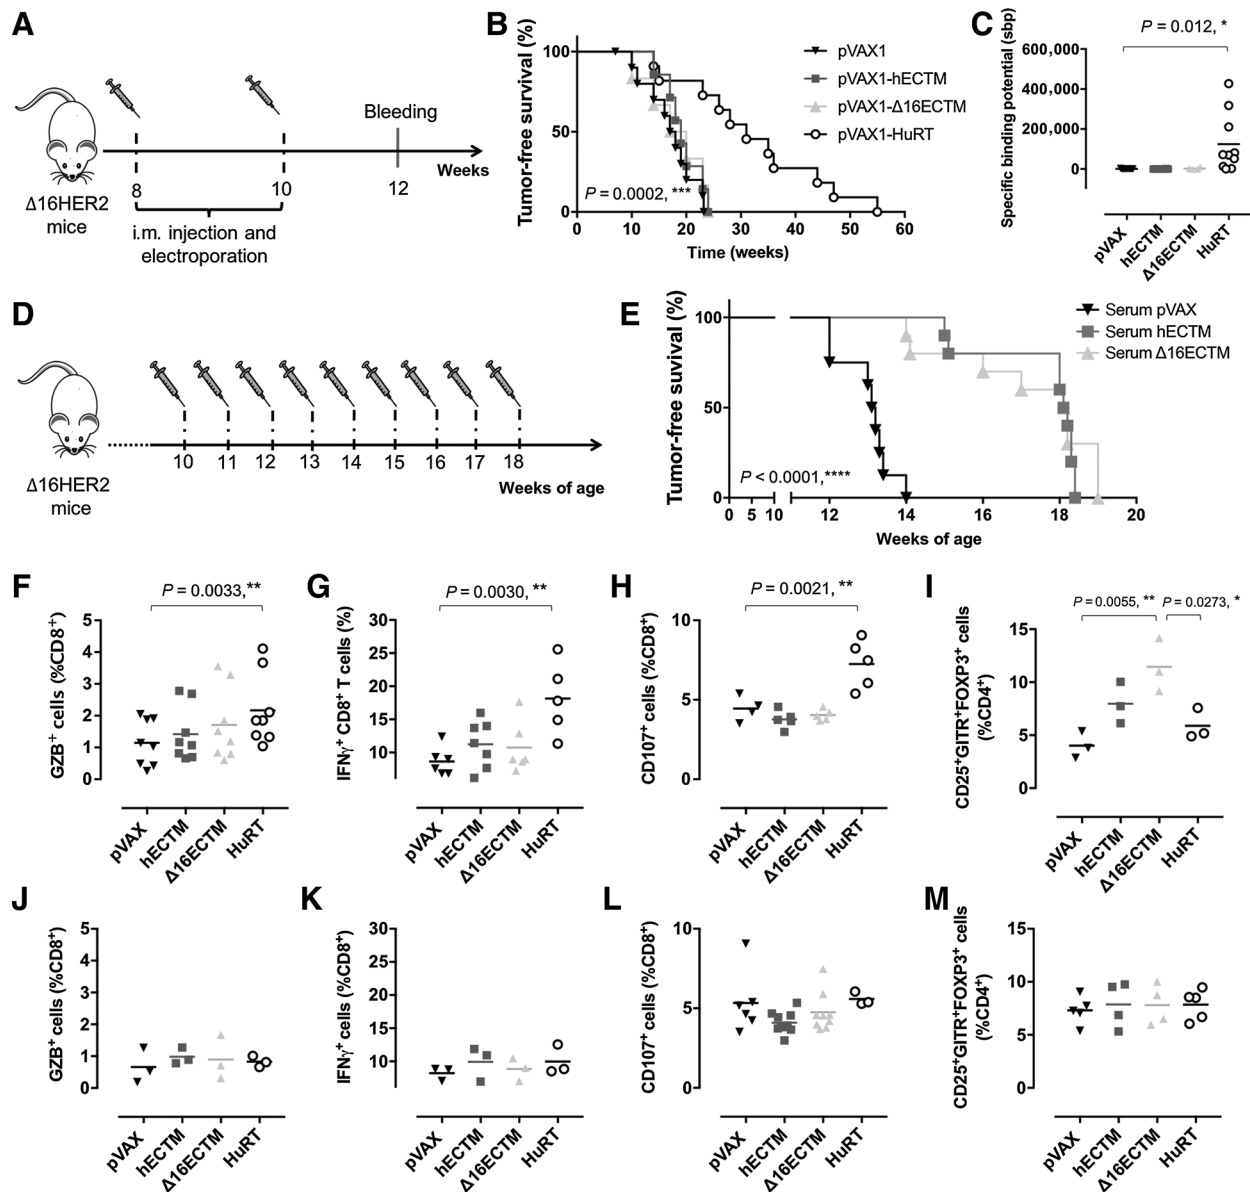 A
Bleeding
Weeks
8
10
12
Δ16HER2
mice
i.m. injection and
electroporation
B
Tumor-free survival (%)
100
50
0
0
10
20
30
40
50
60
Time (weeks)
P = 0.0002, ***
pVAX1
pVAX1-hECTM
pVAX1-Δ16ECTM
pVAX1-HuRT
C
Specific binding potential (sbp)
P = 0.012, *
600,000
400,000
200,000
0
pVAX
hECTM
Δ16ECTM
HuRT
D
Δ16HER2
mice
10
11
12
13
14
15
16
17
18
Weeks of age
E
Tumor-free suvival (%)
100
50
0
0
5
10
12
14
16
18
20
Weeks of age
P < 0.0001, ****
Serum pVAX
Serum hECTM
Serum Δ16ECTM
F
GZB⁺ cells (%CD8⁺)
P = 0.0033, **
5
4
3
2
1
0
pVAX
hECTM
Δ16ECTM
HuRT
G
IFNγ⁺ CD8⁺ T cells (%)
P = 0.0030, **
30
25
20
15
10
pVAX
hECTM
Δ16ECTM
HuRT
H
CD107⁺ cells (%CD8⁺)
P = 0.0021, **
10
5
0
pVAX
hECTM
Δ16ECTM
HuRT
I
CD25⁺GITR⁺FOXP3⁺ cells
(%CD4⁺)
P = 0.0055, **
P = 0.0273, *
15
10
5
0
pVAX
hECTM
Δ16ECTM
HuRT
J
GZB⁺ cells (%CD8⁺)
5
4
3
2
1
0
pVAX
hECTM
Δ16ECTM
HuRT
K
IFNγ⁺ cells (%CD8⁺)
30
25
20
15
10
pVAX
hECTM
Δ16ECTM
HuRT
L
CD107⁺ cells (%CD8⁺)
10
5
0
pVAX
hECTM
Δ16ECTM
HuRT
M
CD25⁺GITR⁺FOXP3⁺ cells
(%CD4⁺)
15
10
5
0
pVAX
hECTM
Δ16ECTM
HuRT